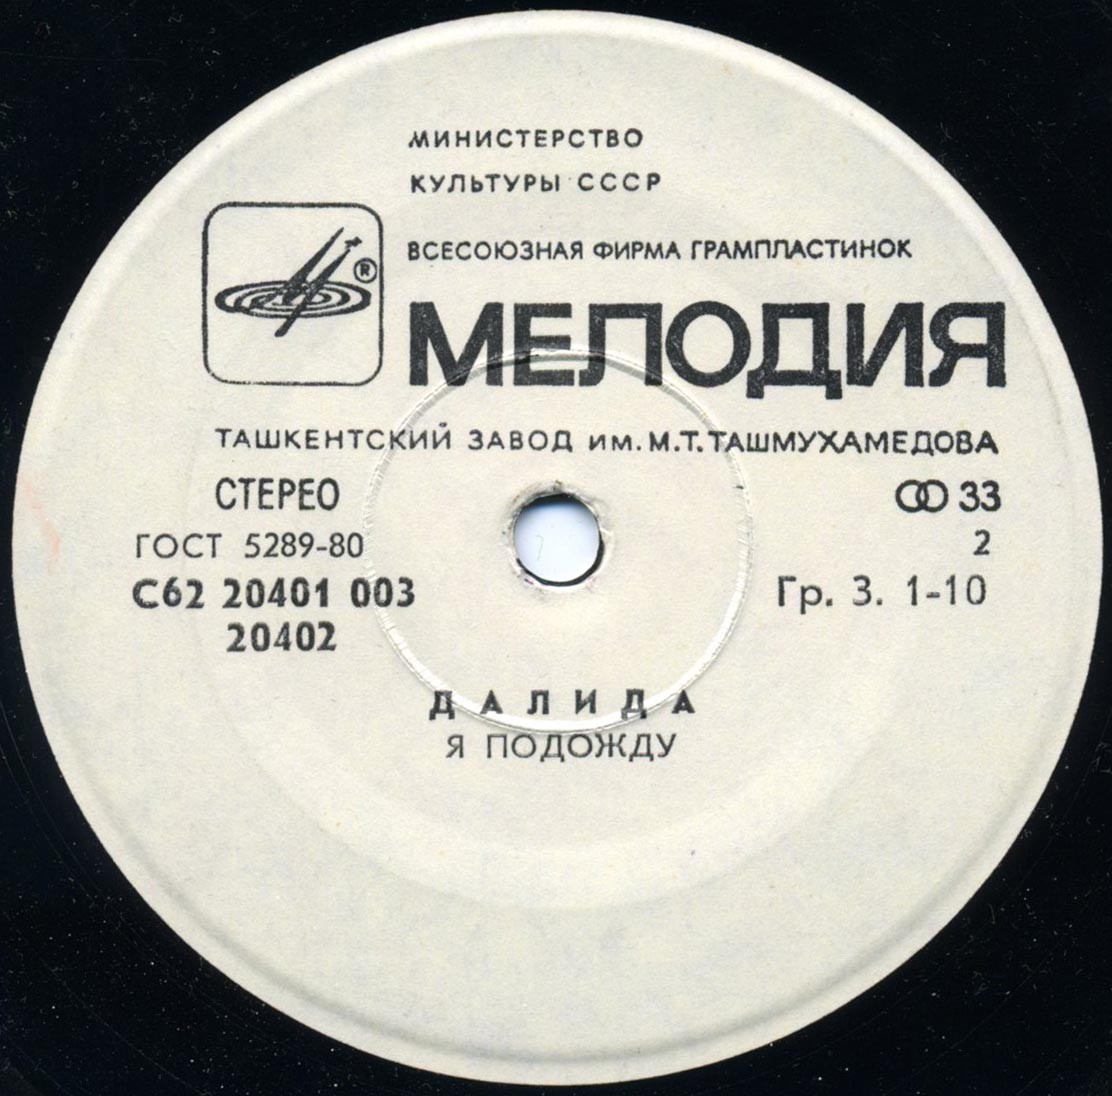 МИНИСТЕРСТВО
КУЛЬТУРЫ СССР
ВСЕСОЮЗНАЯ ФИРМА ГРАМПЛАСТИНОК
®
МЕЛОДИЯ
ТАШКЕНТСКИЙ ЗАВОД им. М.Т. ТАШМУХАМЕДОВА
СТЕРЕО 33
ГОСТ 5289-80 2
С62 20401 003 Гр. 3. 1-10
20402
ДАЛИДА
Я ПОДОЖДУ